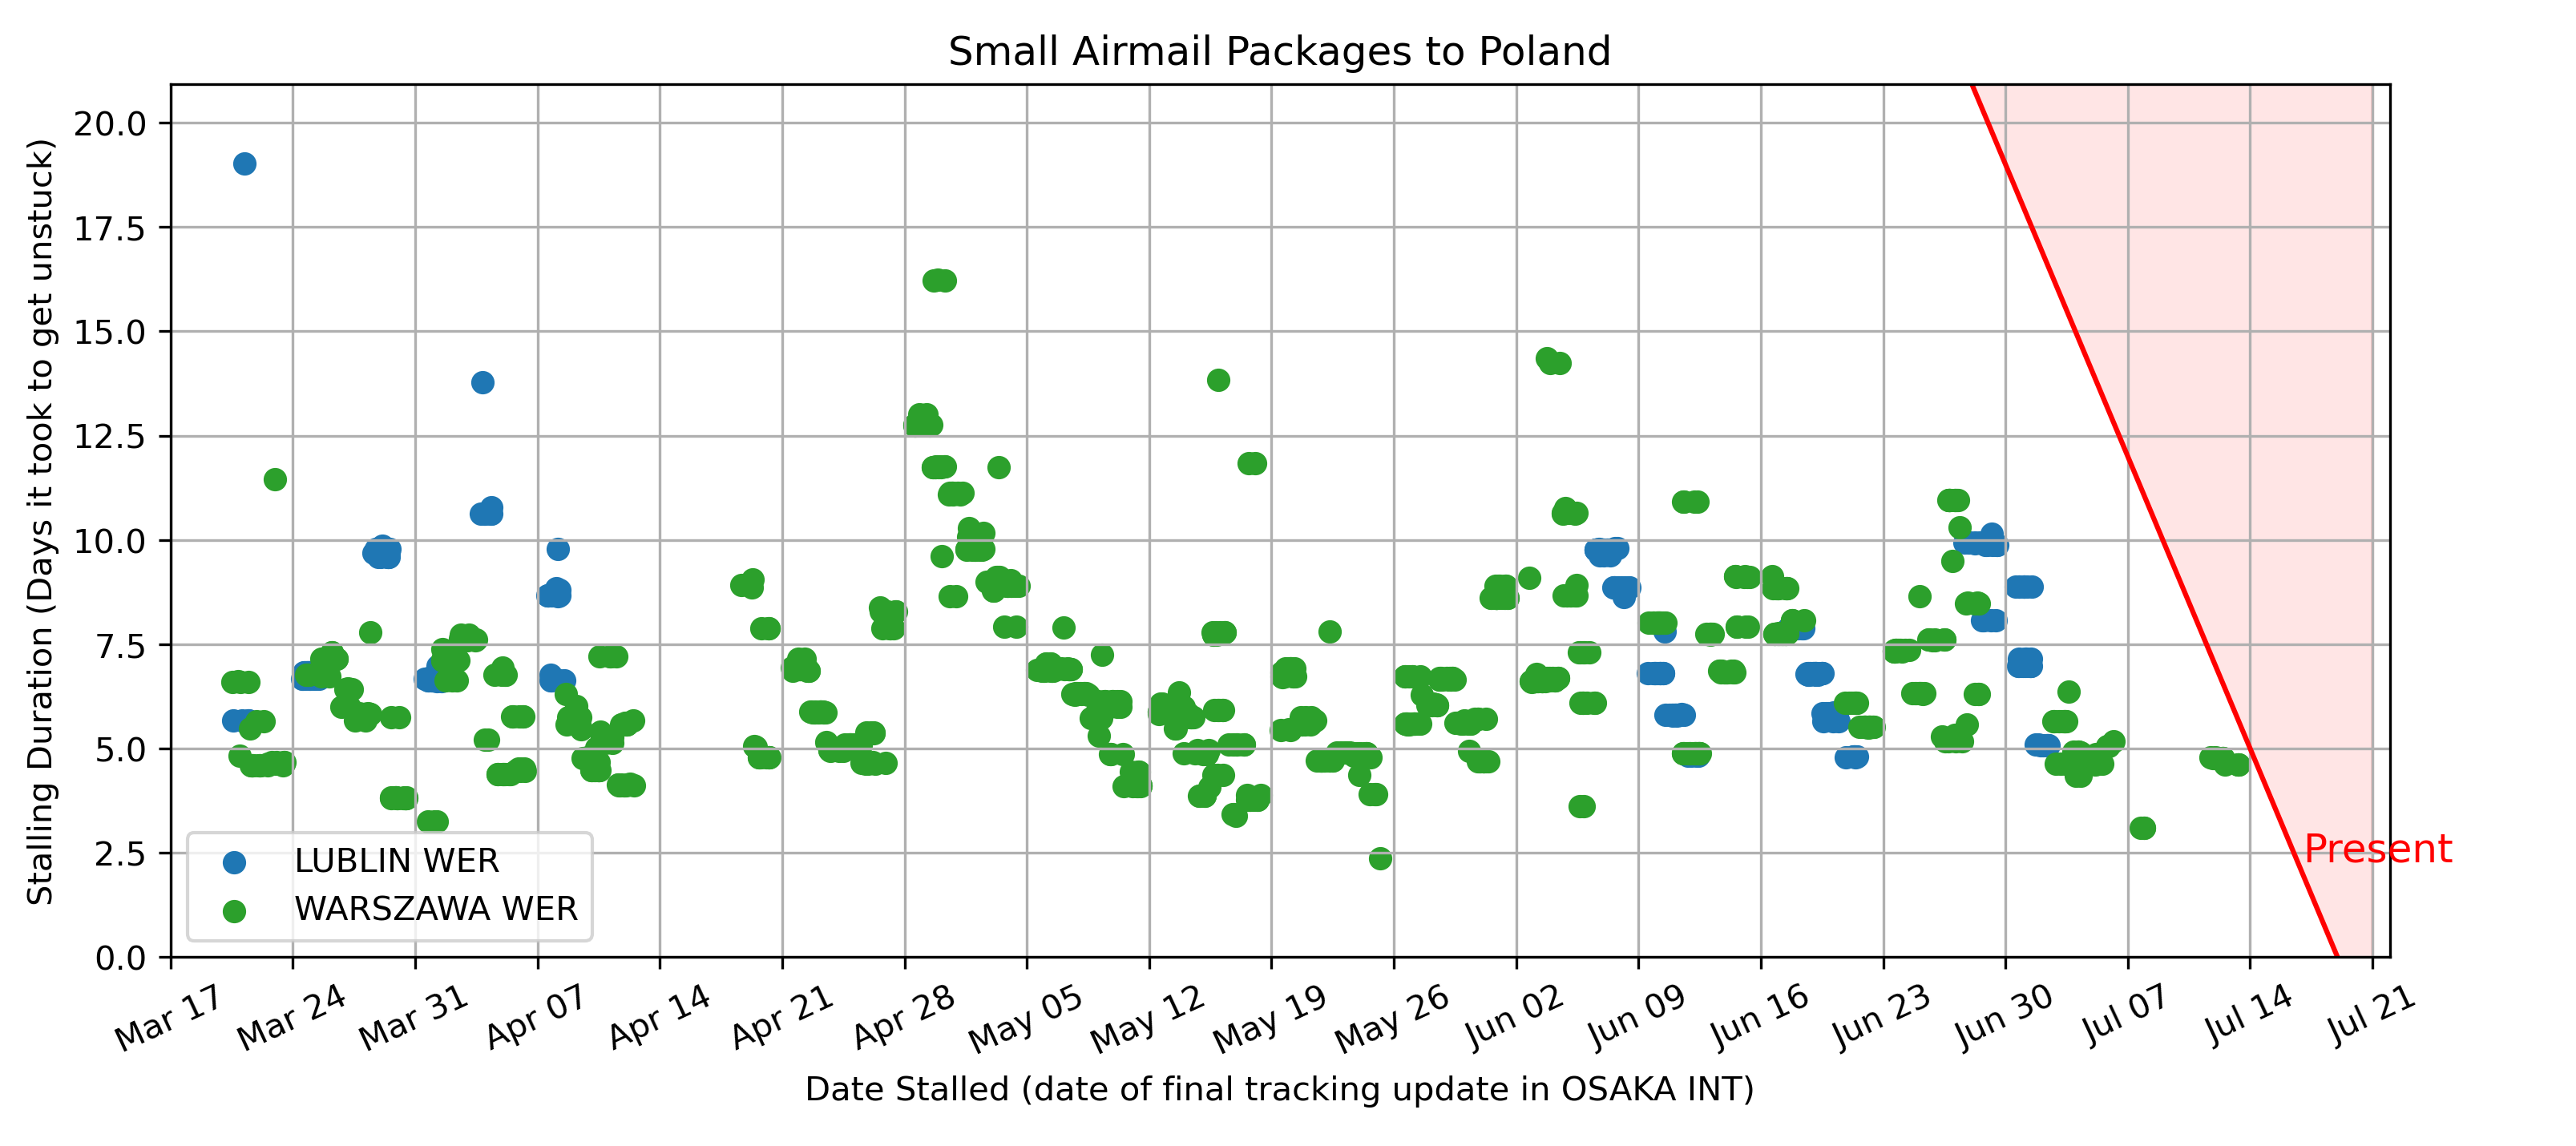 Small Airmail Packages to Poland
Stalling Duration (Days it took to get unstuck)
20.0
17.5
15.0
12.5
10.0
7.5
5.0
2.5
0.0
Present
LUBLIN WER
WARSZAWA WER
Mar 17
Mar 24
Mar 31
Apr 07
Apr 14
Apr 21
Apr 28
May 05
May 12
May 19
May 26
Jun 02
Jun 09
Jun 16
Jun 23
Jun 30
Jul 07
Jul 14
Jul 21
Date Stalled (date of final tracking update in OSAKA INT)